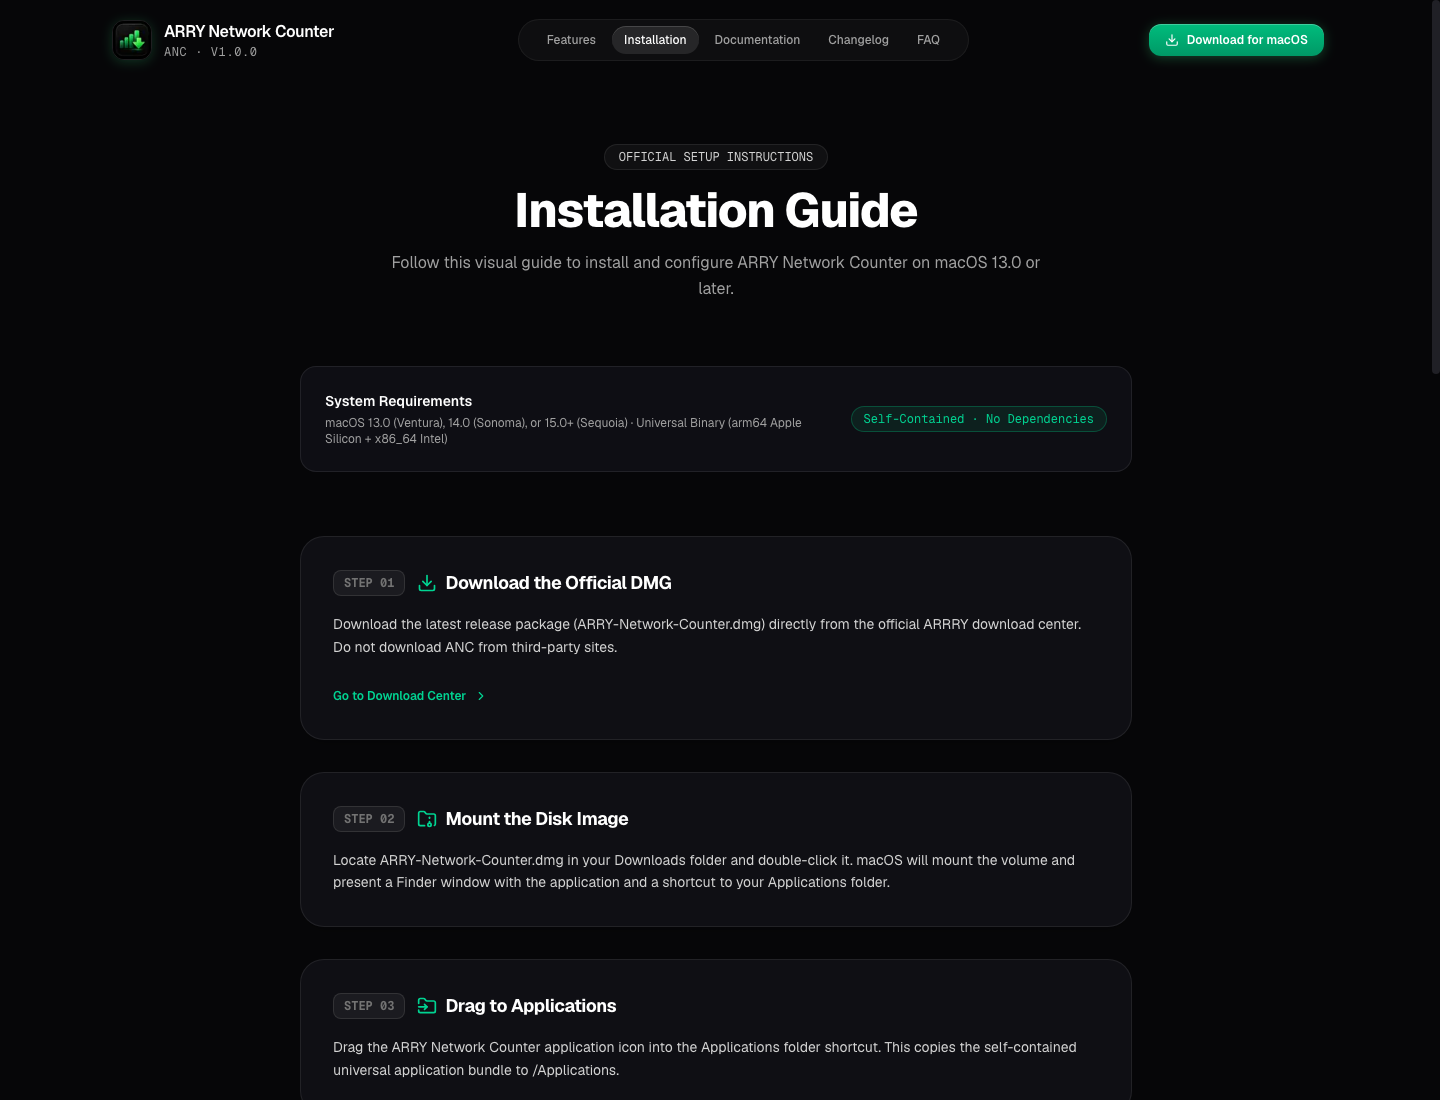 ARRY Network Counter
ANC · V1.0.0
Features
Installation
Documentation
Changelog
FAQ
Download for macOS
OFFICIAL SETUP INSTRUCTIONS
Installation Guide
Follow this visual guide to install and configure ARRY Network Counter on macOS 13.0 or
later.
System Requirements
macOS 13.0 (Ventura), 14.0 (Sonoma), or 15.0+ (Sequoia) · Universal Binary (arm64 Apple
Silicon + x86_64 Intel)
Self-Contained · No Dependencies
STEP 01
Download the Official DMG
Download the latest release package (ARRY-Network-Counter.dmg) directly from the official ARRRY download center.
Do not download ANC from third-party sites.
Go to Download Center
STEP 02
Mount the Disk Image
Locate ARRY-Network-Counter.dmg in your Downloads folder and double-click it. macOS will mount the volume and
present a Finder window with the application and a shortcut to your Applications folder.
STEP 03
Drag to Applications
Drag the ARRY Network Counter application icon into the Applications folder shortcut. This copies the self-contained
universal application bundle to /Applications.